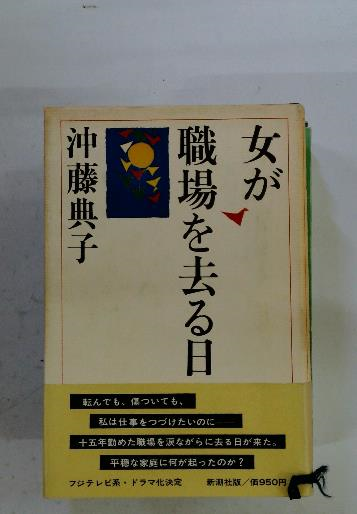 女が
職場を去る日
沖藤典子
転んでも、傷ついても、
私は仕事をつづけたいのに——
十五年勤めた職場を涙ながらに去る日が来た。
平穏な家庭に何が起ったのか？
フジテレビ系・ドラマ化決定 新潮社版／価950円